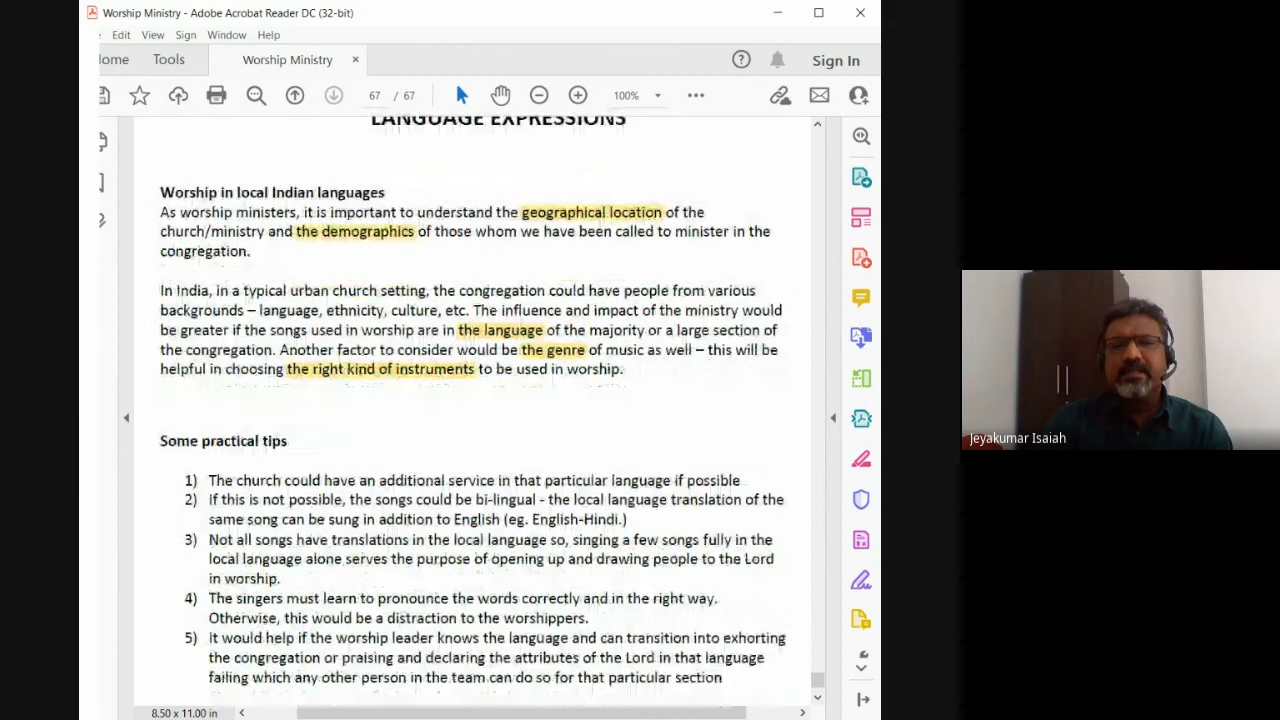 Worship Ministry - Adobe Acrobat Reader DC (32-bit)
Edit View Sign Window Help
Tools Worship Ministry Sign In
67 / 67 100%
LANGUAGE EXPRESSIONS
Worship in local Indian languages
As worship ministers, it is important to understand the geographical location of the
church/ministry and the demographics of those whom we have been called to minister in the
congregation.
In India, in a typical urban church setting, the congregation could have people from various
backgrounds – language, ethnicity, culture, etc. The influence and impact of the ministry would
be greater if the songs used in worship are in the language of the majority or a large section of
the congregation. Another factor to consider would be the genre of music as well – this will be
helpful in choosing the right kind of instruments to be used in worship.
Some practical tips
1) The church could have an additional service in that particular language if possible
2) If this is not possible, the songs could be bi-lingual - the local language translation of the
same song can be sung in addition to English (eg. English-Hindi.)
3) Not all songs have translations in the local language so, singing a few songs fully in the
local language alone serves the purpose of opening up and drawing people to the Lord
in worship.
4) The singers must learn to pronounce the words correctly and in the right way.
Otherwise, this would be a distraction to the worshippers.
5) It would help if the worship leader knows the language and can transition into exhorting
the congregation or praising and declaring the attributes of the Lord in that language
failing which any other person in the team can do so for that particular section
8.50 x 11.00 in
Jeyakumar Isaiah